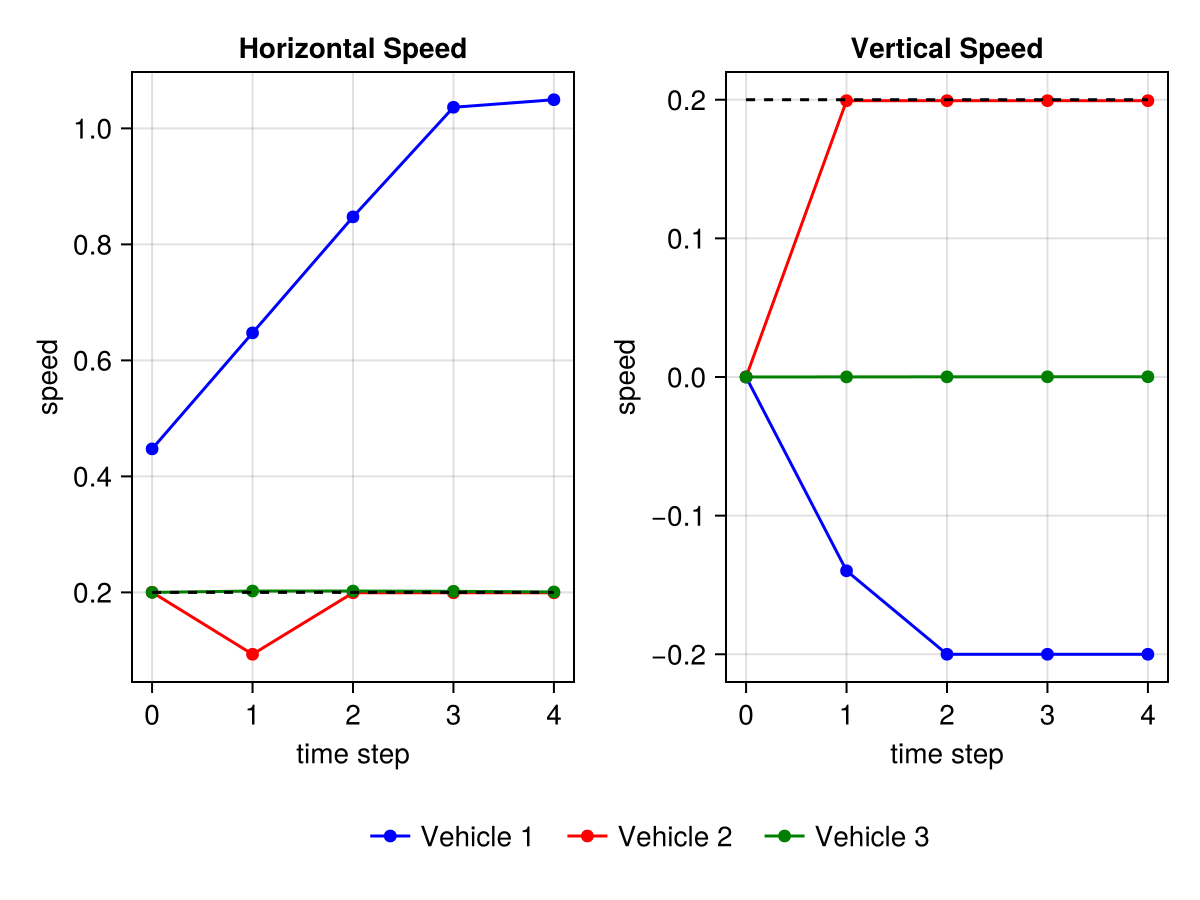 Horizontal Speed
speed
1.0
0.8
0.6
0.4
0.2
0 1 2 3 4
time step
Vertical Speed
speed
0.2
0.1
0.0
−0.1
−0.2
0 1 2 3 4
time step
Vehicle 1 Vehicle 2 Vehicle 3